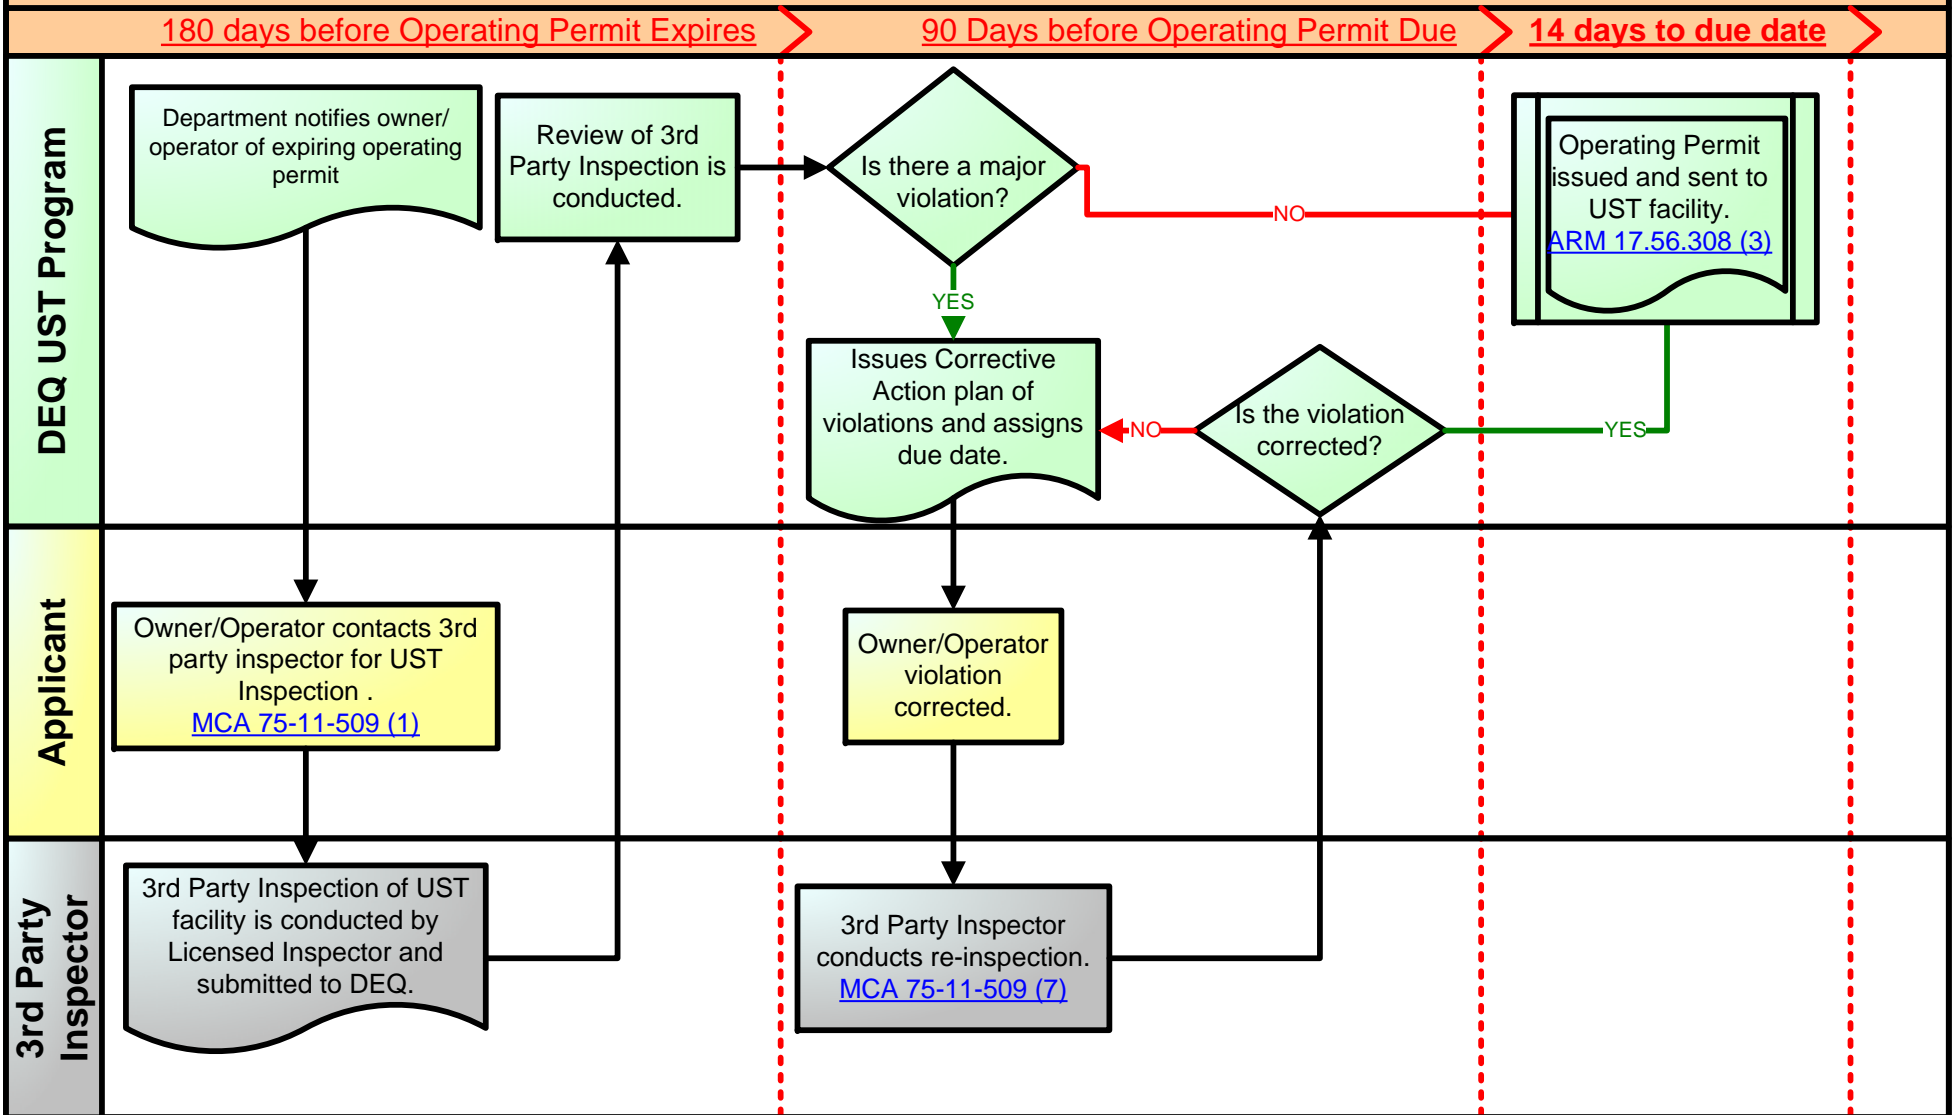 180 days before Operating Permit Expires
90 Days before Operating Permit Due
14 days to due date
DEQ UST Program
Department notifies owner/
operator of expiring operating
permit
Review of 3rd
Party Inspection is
conducted.
Is there a major
violation?
NO
YES
Operating Permit
issued and sent to
UST facility.
ARM 17.56.308 (3)
Issues Corrective
Action plan of
violations and assigns
due date.
NO
Is the violation
corrected?
YES
Applicant
Owner/Operator contacts 3rd
party inspector for UST
Inspection .
MCA 75-11-509 (1)
Owner/Operator
violation
corrected.
3rd Party
Inspector
3rd Party Inspection of UST
facility is conducted by
Licensed Inspector and
submitted to DEQ.
3rd Party Inspector
conducts re-inspection.
MCA 75-11-509 (7)